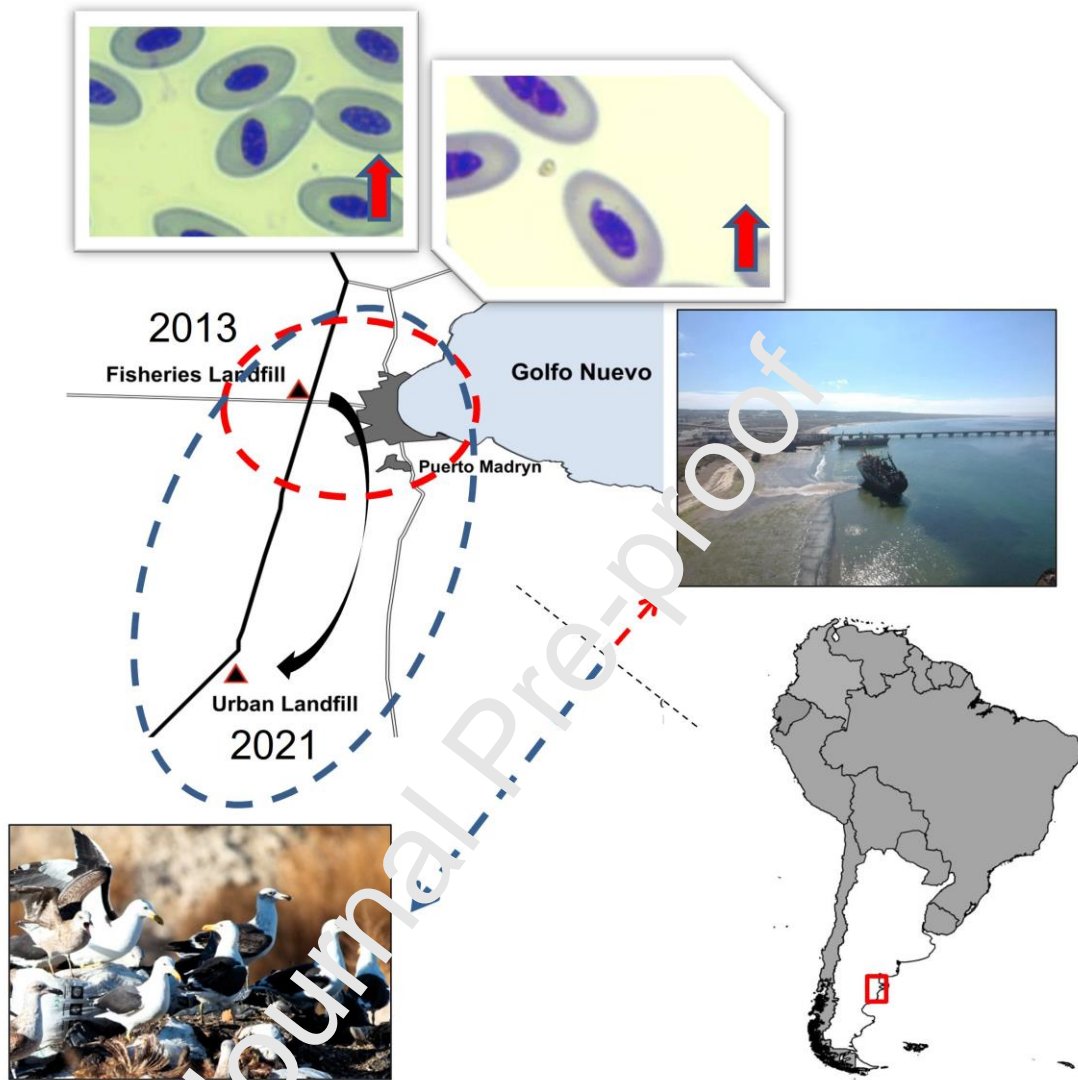 2013
Fisheries Landfill
Golfo Nuevo
Puerto Madryn
Urban Landfill
2021
Journal Pre-proof